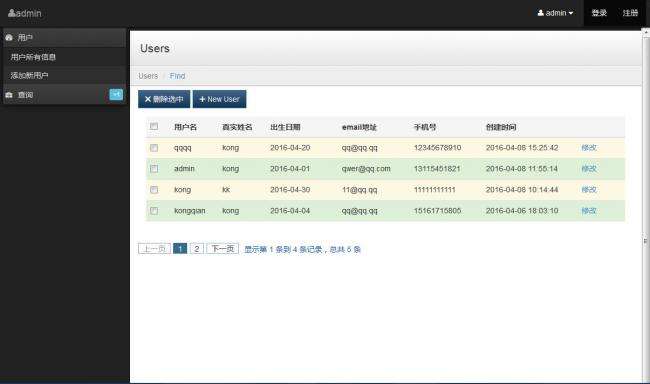 admin
admin 登录 注册
用户
用户所有信息
添加新用户
查询
Users
Users / Find
删除选中 New User
用户名 真实姓名 出生日期 email地址 手机号 创建时间
qqqq kong 2016-04-20 qq@qq.qq 12345678910 2016-04-08 15:25:42 修改
admin kong 2016-04-01 qwer@qq.com 13115451821 2016-04-08 11:55:14 修改
kong kk 2016-04-30 11@qq.qq 11111111111 2016-04-08 10:14:44 修改
kongqian kong 2016-04-04 qq@qq.qq 15161715805 2016-04-06 18:03:10 修改
上一页 1 2 下一页 显示第 1 条到 4 条记录，总共 5 条